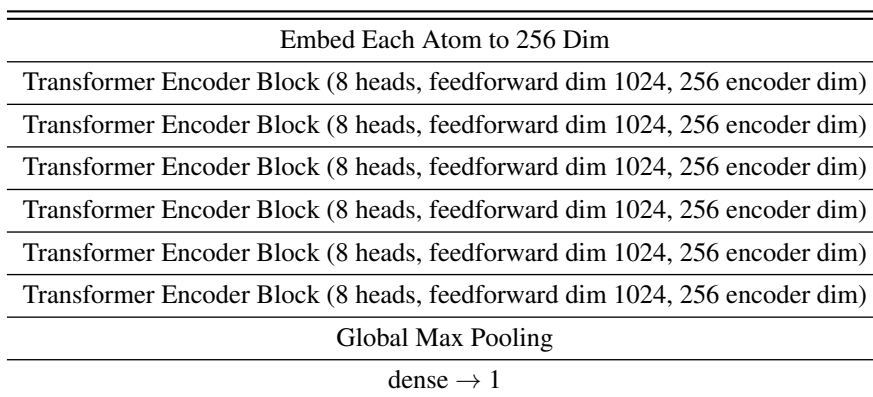 Embed Each Atom to 256 Dim
Transformer Encoder Block (8 heads, feedforward dim 1024, 256 encoder dim)
Transformer Encoder Block (8 heads, feedforward dim 1024, 256 encoder dim)
Transformer Encoder Block (8 heads, feedforward dim 1024, 256 encoder dim)
Transformer Encoder Block (8 heads, feedforward dim 1024, 256 encoder dim)
Transformer Encoder Block (8 heads, feedforward dim 1024, 256 encoder dim)
Transformer Encoder Block (8 heads, feedforward dim 1024, 256 encoder dim)
Global Max Pooling
dense → 1